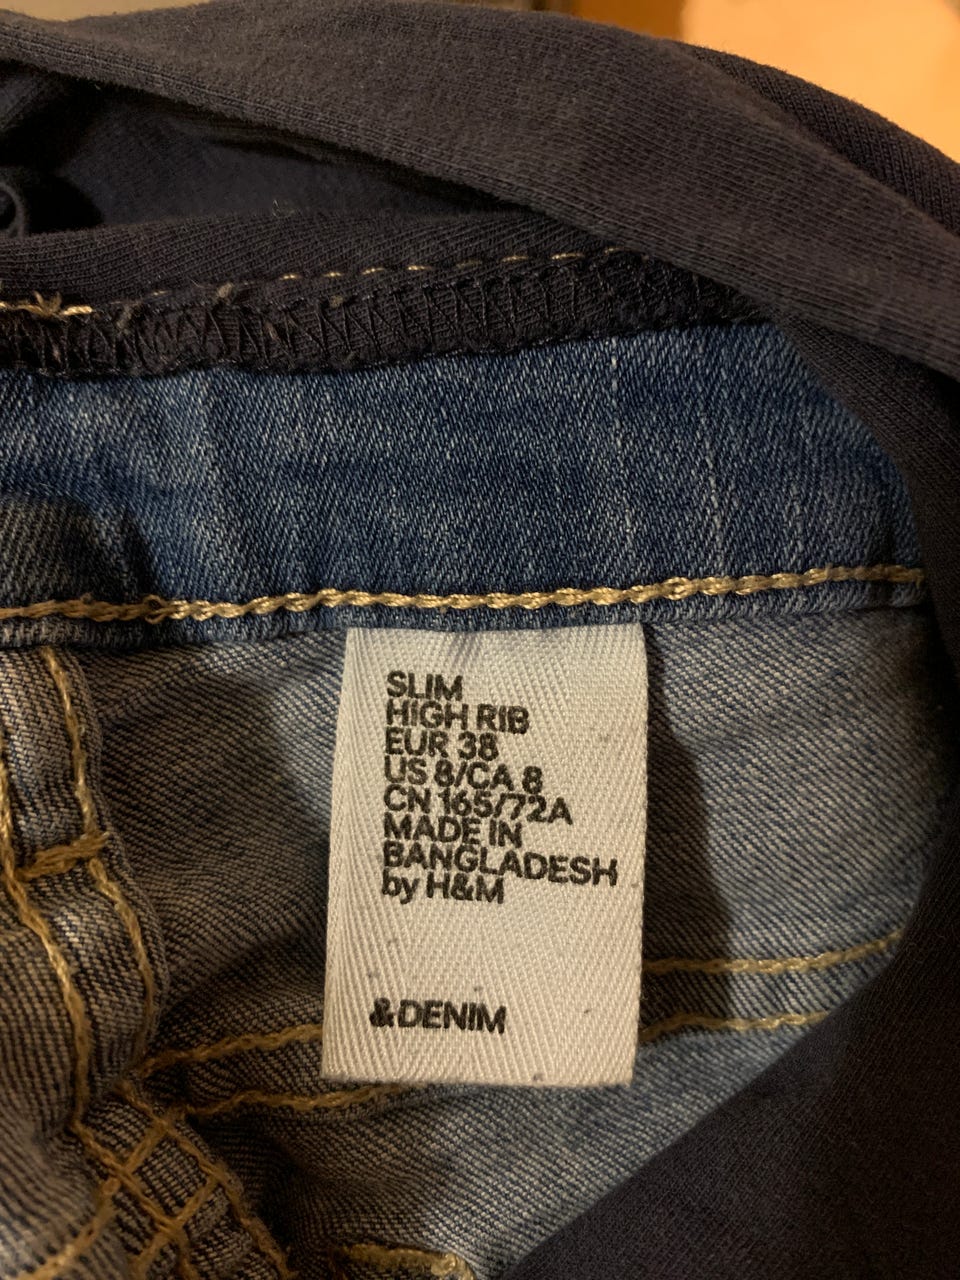 SLIM
HIGH RIB
EUR 38
US 8/CA 8
CN 165/72A
MADE IN
BANGLADESH
by H&M
&DENIM